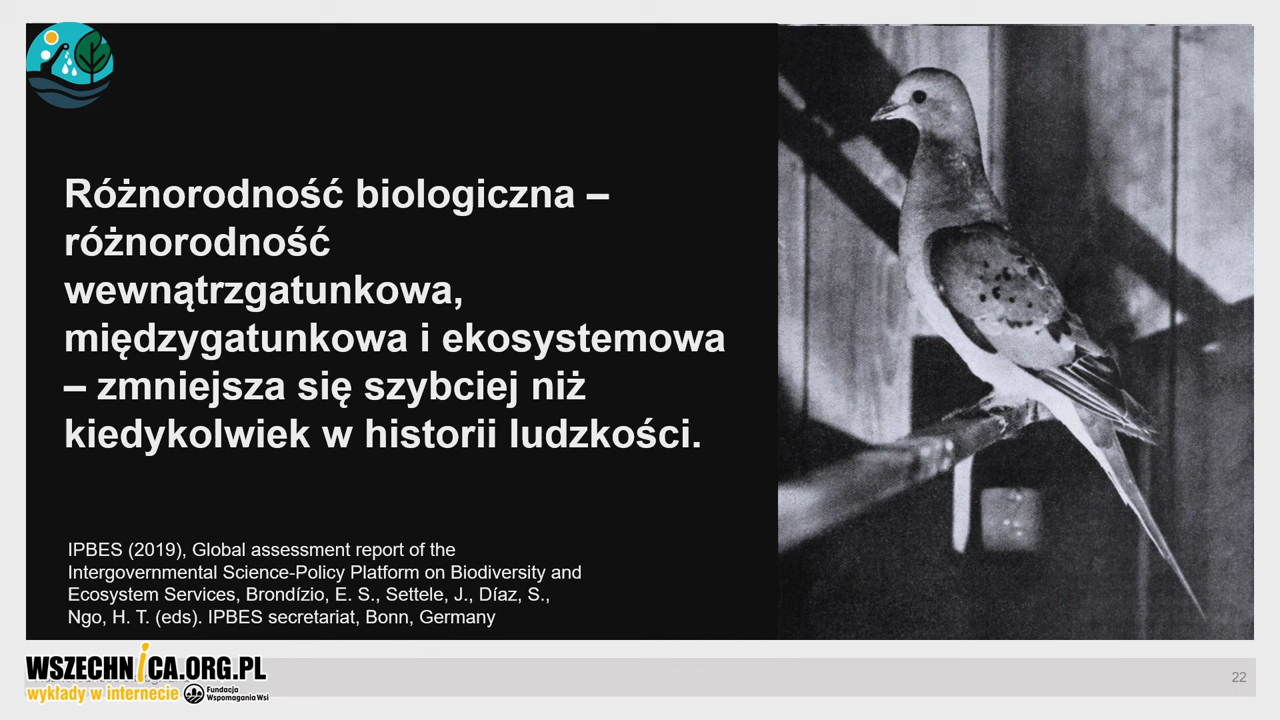 Różnorodność biologiczna –
różnorodność
wewnątrzgatunkowa,
międzygatunkowa i ekosystemowa
– zmniejsza się szybciej niż
kiedykolwiek w historii ludzkości.
IPBES (2019), Global assessment report of the
Intergovernmental Science-Policy Platform on Biodiversity and
Ecosystem Services, Brondízio, E. S., Settele, J., Díaz, S.,
Ngo, H. T. (eds). IPBES secretariat, Bonn, Germany
WSZECHNiCA.ORG.PL
wykłady w internecie
Fundacja
Wspomagania Wsi
22